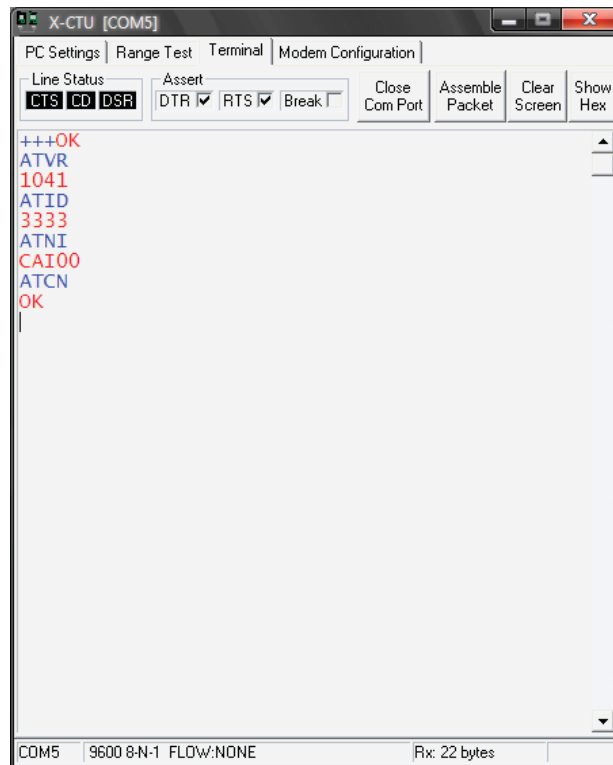 X-CTU [COM5]
PC Settings Range Test Terminal Modem Configuration
Line Status
CTS CD DSR
Assert
DTR RTS Break
Close Com Port
Assemble Packet
Clear Screen
Show Hex
+++OK
ATVR
1041
ATID
3333
ATNI
CAI00
ATCN
OK
COM5 9600 8-N-1 FLOW:NONE Rx: 22 bytes